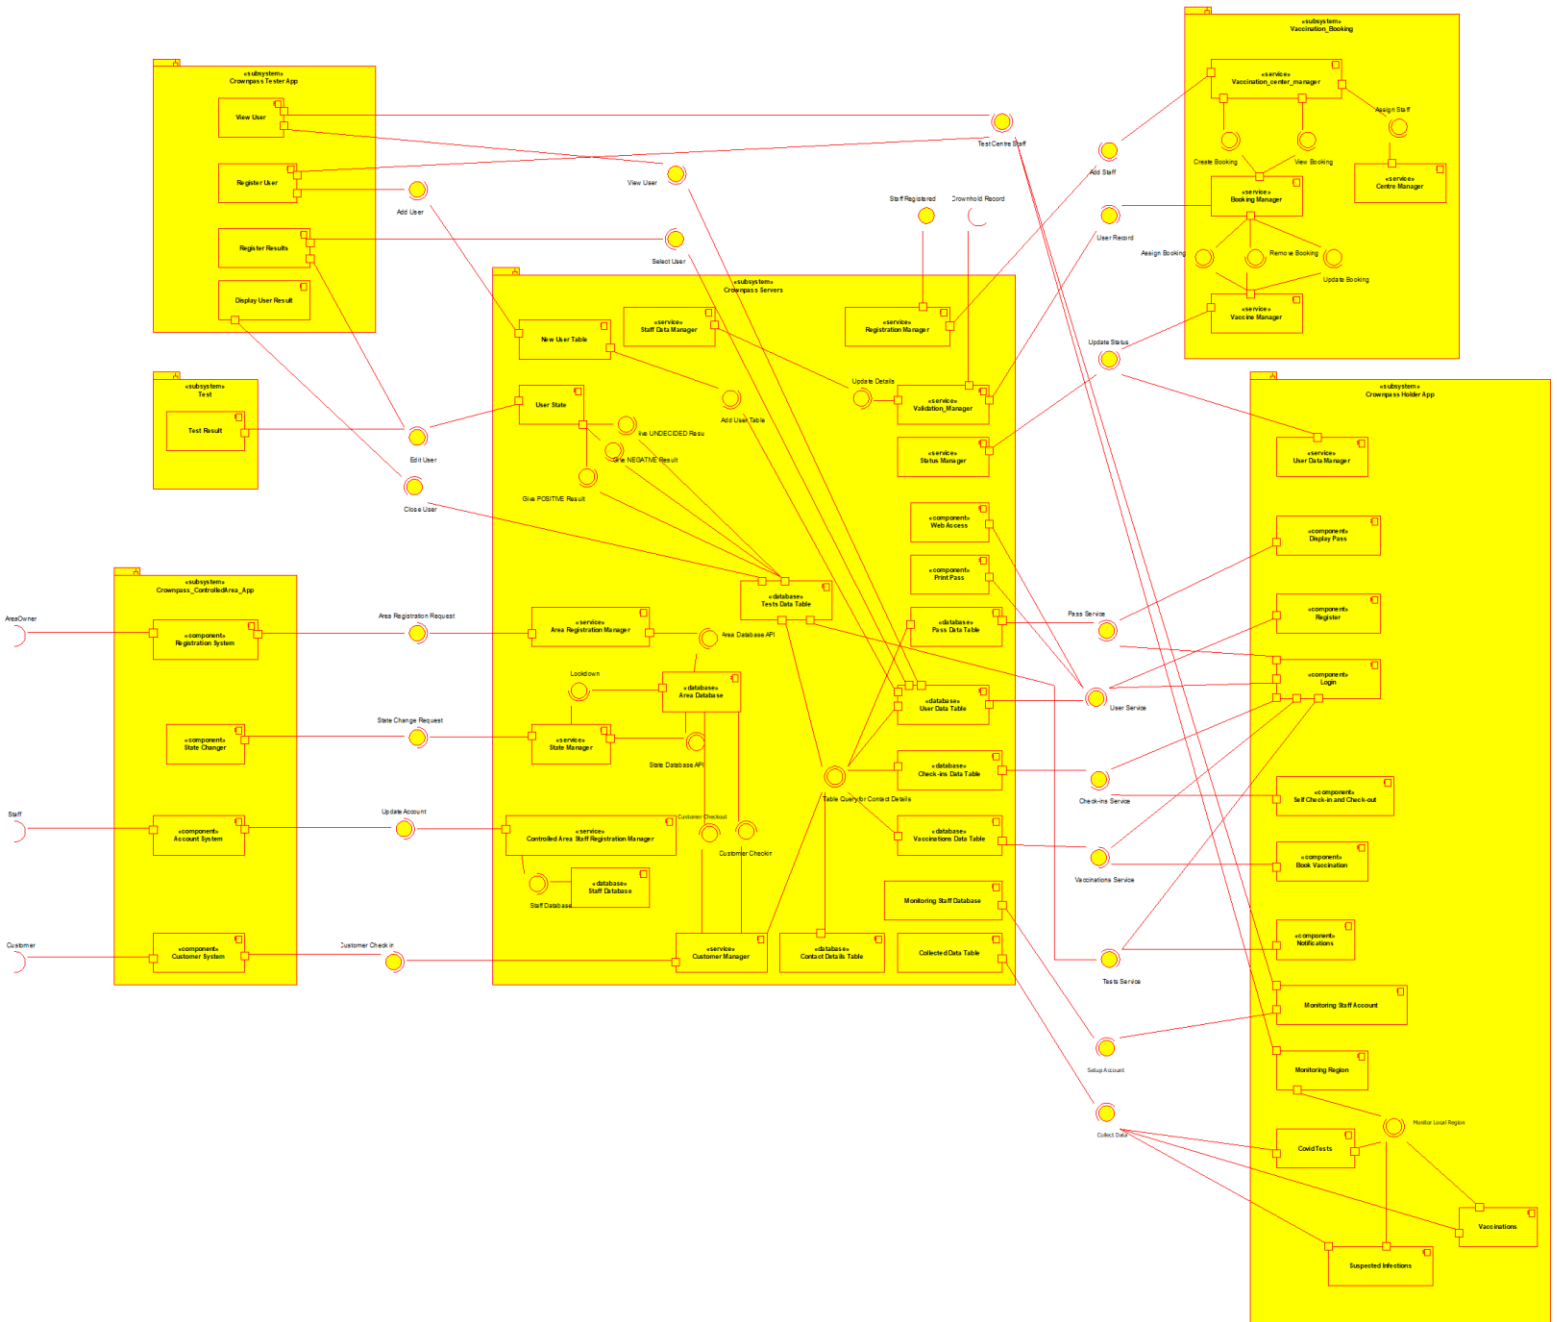 «subsystem»
Vaccination_Booking
«service»
Vaccination_center_manager
Assign Staff
Create Booking
View Booking
«service»
Centre Manager
«service»
Booking Manager
Assign Booking
Remove Booking
Update Booking
«service»
Vaccine Manager
«subsystem»
Crownpass Tester App
View User
Register User
Register Results
Display User Result
Test Centre Staff
View User
Add User
Select User
Add Staff
User Record
Update Status
Staff Registered
Crownhold Record
«subsystem»
Test
Test Result
Edit User
Close User
«subsystem»
Crownpass Servers
New User Table
«service»
Staff Data Manager
«service»
Registration Manager
User State
Update Details
«service»
Validation_Manager
Add User Table
Give NEGATIVE Result
Give POSITIVE Result
«service»
Status Manager
«component»
Web Access
«component»
Print Pass
«database»
Tests Data Table
«database»
Pass Data Table
«service»
Area Registration Manager
Area Database API
Lockdown
«database»
Area Database
«database»
User Data Table
«service»
State Manager
State Database API
«database»
Check-ins Data Table
Table Query for Contact Details
«service»
Controlled Area Staff Registration Manager
Customer Checkout
Customer Checkin
«database»
Vaccinations Data Table
«database»
Staff Database
Staff Database
Monitoring Staff Database
«service»
Customer Manager
«database»
Contact Details Table
Collected Data Table
«subsystem»
Crownpass_ControlledArea_App
AreaOwner
«component»
Registration System
Area Registration Request
«component»
State Changer
State Change Request
Staff
«component»
Account System
Update Account
Customer
«component»
Customer System
Customer Check in
Pass Service
User Service
Check-ins Service
Vaccinations Service
Tests Service
Setup Account
Collect Data
«subsystem»
Crownpass Holder App
«service»
User Data Manager
«component»
Display Pass
«component»
Register
«component»
Login
«component»
Self Check-in and Check-out
«component»
Book Vaccination
«component»
Notifications
Monitoring Staff Account
Monitoring Region
Monitor Local Region
Covid Tests
Vaccinations
Suspected Infections